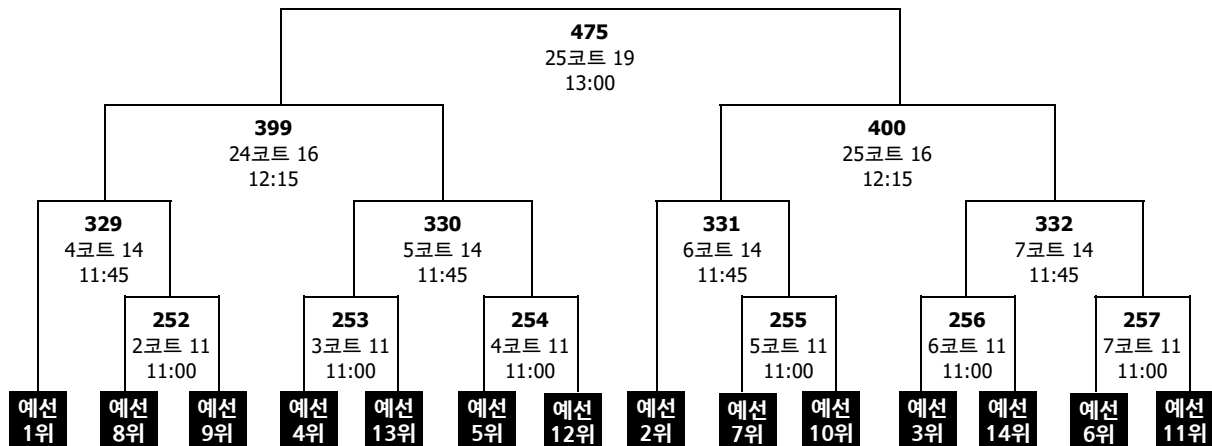 475
25코트 19
13:00
399
24코트 16
12:15
400
25코트 16
12:15
329
4코트 14
11:45
330
5코트 14
11:45
331
6코트 14
11:45
332
7코트 14
11:45
252
2코트 11
11:00
253
3코트 11
11:00
254
4코트 11
11:00
255
5코트 11
11:00
256
6코트 11
11:00
257
7코트 11
11:00
예선
1위
예선
8위
예선
9위
예선
4위
예선
13위
예선
5위
예선
12위
예선
2위
예선
7위
예선
10위
예선
3위
예선
14위
예선
6위
예선
11위